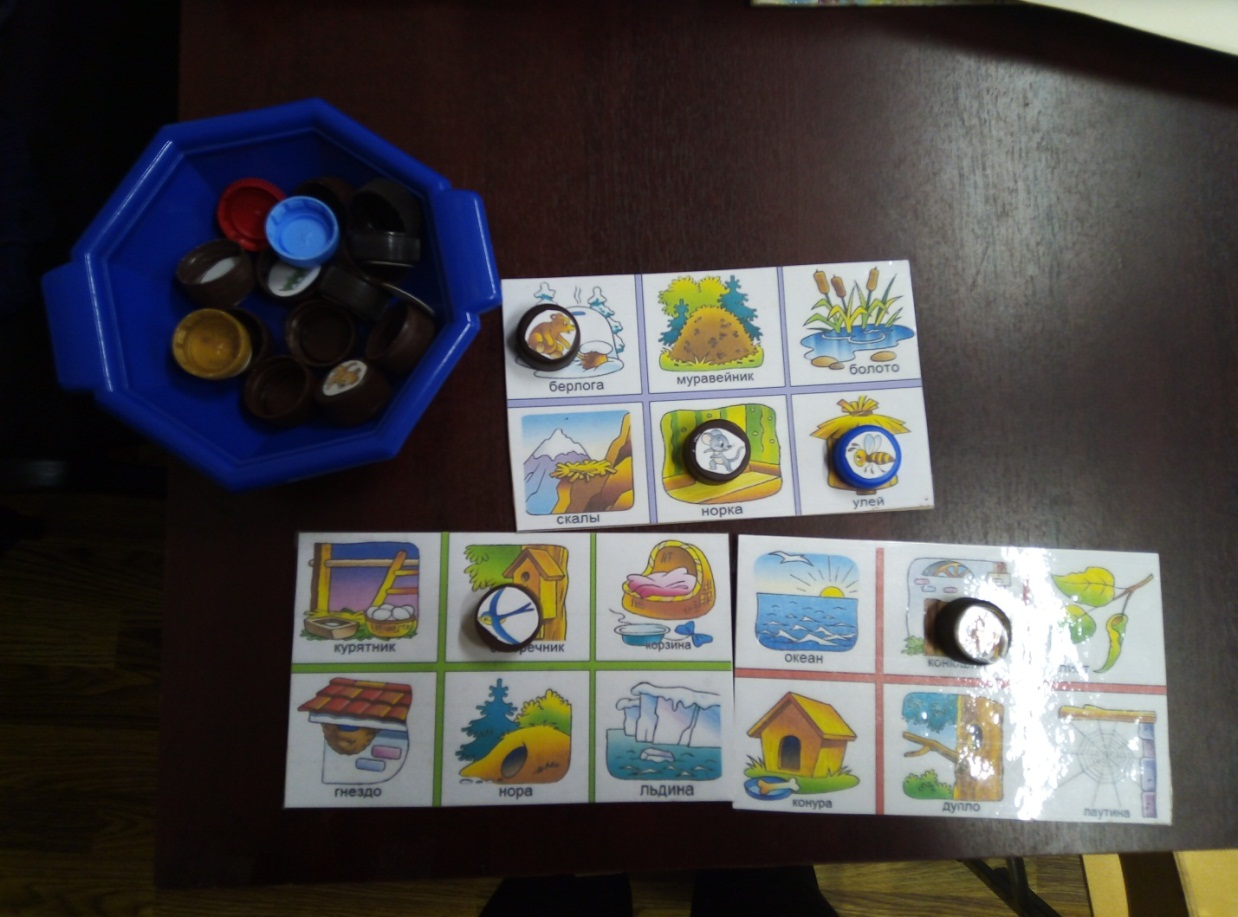 берлога
муравейник
болото
скалы
норка
улей
курятник
корзина
гнездо
нора
льдина
океан
конура
дупло
паутина